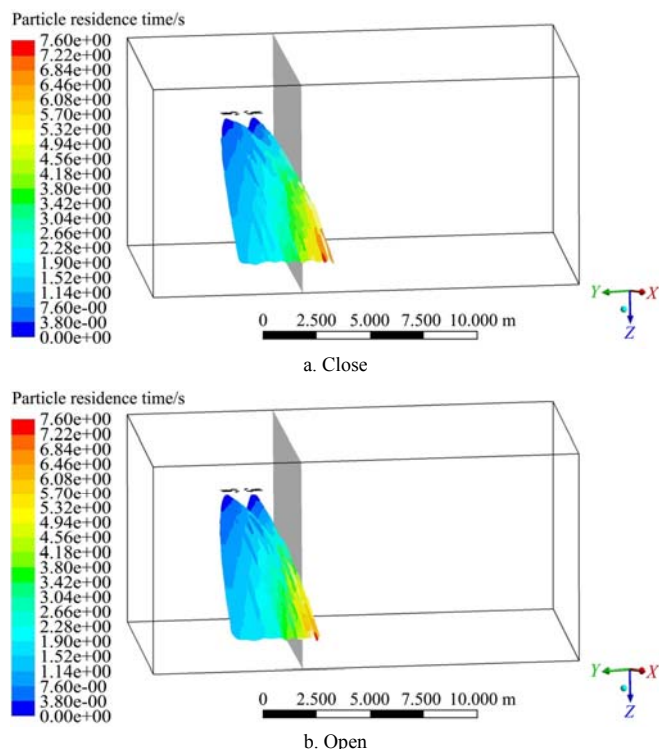 Particle residence time/s
7.60e+00
7.22e+00
6.84e+00
6.46e+00
6.08e+00
5.70e+00
5.32e+00
4.94e+00
4.56e+00
4.18e+00
3.80e+00
3.42e+00
3.04e+00
2.66e+00
2.28e+00
1.90e+00
1.52e+00
1.14e+00
7.60e-00
3.80e-00
0.00e+00
0 2.500 5.000 7.500 10.000 m
Y X
Z
a. Close
Particle residence time/s
7.60e+00
7.22e+00
6.84e+00
6.46e+00
6.08e+00
5.70e+00
5.32e+00
4.94e+00
4.56e+00
4.18e+00
3.80e+00
3.42e+00
3.04e+00
2.66e+00
2.28e+00
1.90e+00
1.52e+00
1.14e+00
7.60e-00
3.80e-00
0.00e+00
0 2.500 5.000 7.500 10.000 m
Y X
Z
b. Open